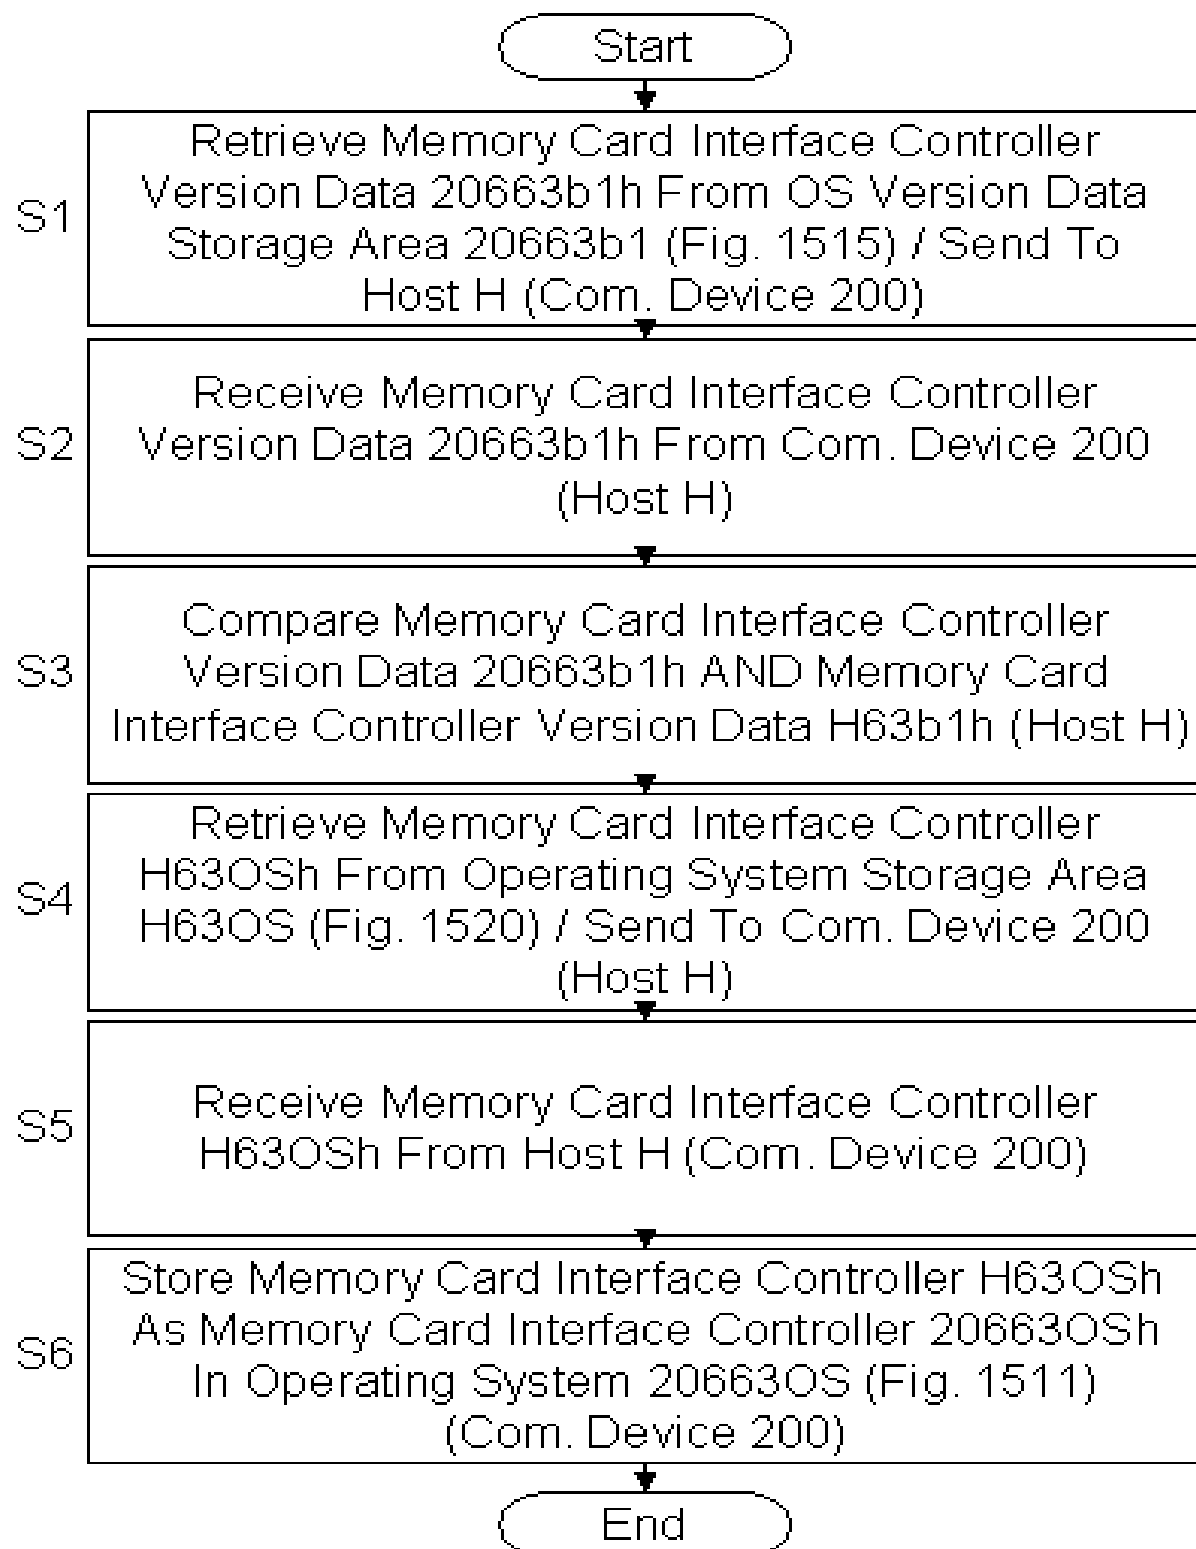 Start
S1
Retrieve Memory Card Interface Controller
Version Data 20663b1h From OS Version Data
Storage Area 20663b1 (Fig. 1515) / Send To
Host H (Com. Device 200)
S2
Receive Memory Card Interface Controller
Version Data 20663b1h From Com. Device 200
(Host H)
S3
Compare Memory Card Interface Controller
Version Data 20663b1h AND Memory Card
Interface Controller Version Data H63b1h (Host H)
S4
Retrieve Memory Card Interface Controller
H63OSh From Operating System Storage Area
H63OS (Fig. 1520) / Send To Com. Device 200
(Host H)
S5
Receive Memory Card Interface Controller
H63OSh From Host H (Com. Device 200)
S6
Store Memory Card Interface Controller H63OSh
As Memory Card Interface Controller 20663OSh
In Operating System 20663OS (Fig. 1511)
(Com. Device 200)
End